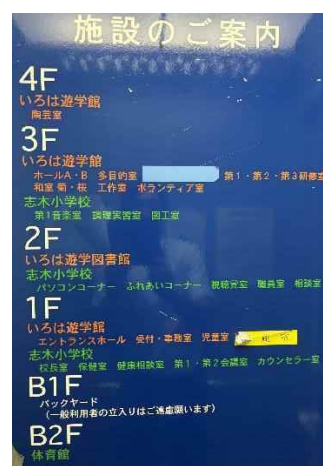 施設のご案内
4F
いろは遊学館
陶芸室
3F
いろは遊学館
ホールA・B 多目的室 第1・第2・第3研修室
和室 菊・桜 工作室 ボランティア室
志木小学校
第1音楽室 調理実習室 図工室
2F
いろは遊学図書館
志木小学校
パソコンコーナー ふれあいコーナー 視聴覚室 職員室 相談室
1F
いろは遊学館
エントランスホール 受付・事務室 児童室
志木小学校
校長室 保健室 健康相談室 第1・第2会議室 カウンセラー室
B1F
バックヤード
（一般利用者の立入りはご遠慮願います）
B2F
体育館